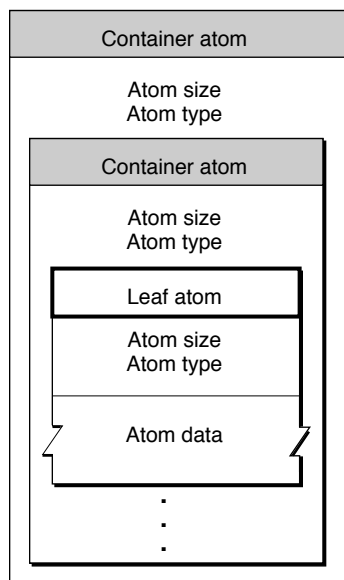 Container atom
Atom size
Atom type
Container atom
Atom size
Atom type
Leaf atom
Atom size
Atom type
Atom data